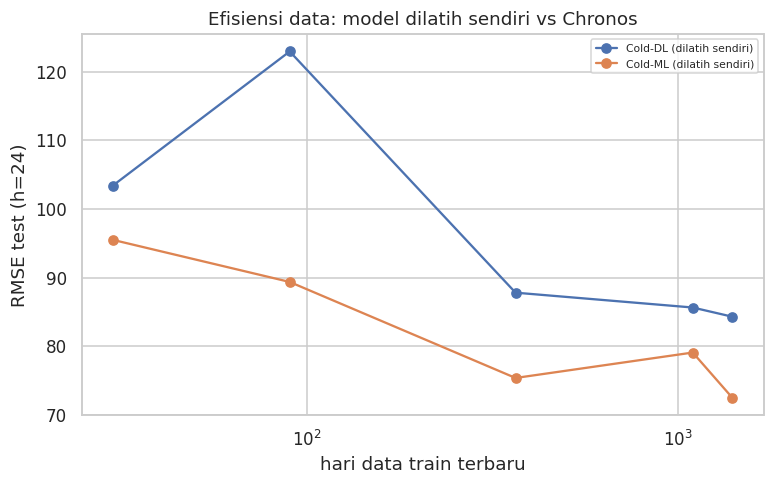 Efisiensi data: model dilatih sendiri vs Chronos
Cold-DL (dilatih sendiri)
Cold-ML (dilatih sendiri)
RMSE test (h=24)
120
110
100
90
80
70
10²
10³
hari data train terbaru